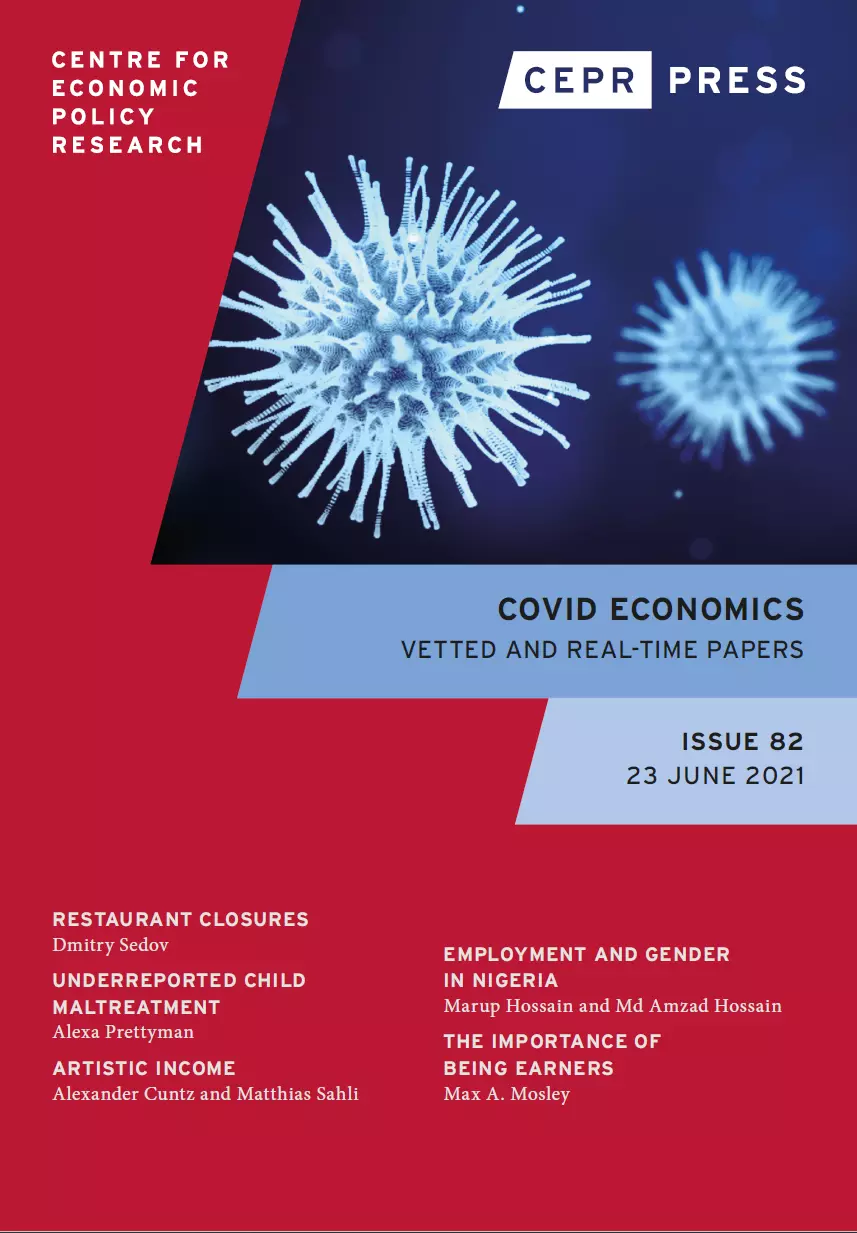 CENTRE FOR
ECONOMIC
POLICY
RESEARCH
CEPR PRESS
COVID ECONOMICS
VETTED AND REAL-TIME PAPERS
ISSUE 82
23 JUNE 2021
RESTAURANT CLOSURES
Dmitry Sedov
UNDERREPORTED CHILD
MALTREATMENT
Alexa Prettyman
ARTISTIC INCOME
Alexander Cuntz and Matthias Sahli
EMPLOYMENT AND GENDER
IN NIGERIA
Marup Hossain and Md Amzad Hossain
THE IMPORTANCE OF
BEING EARNERS
Max A. Mosley